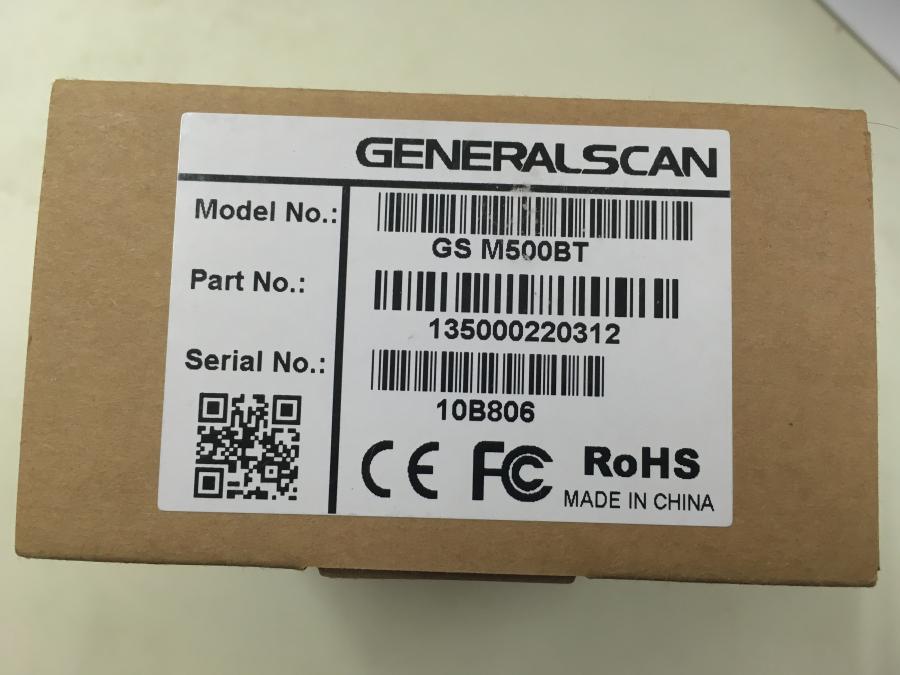 GENERALSCAN
Model No.:
GS M500BT
Part No.:
135000220312
Serial No.:
10B806
CE FC RoHS
MADE IN CHINA